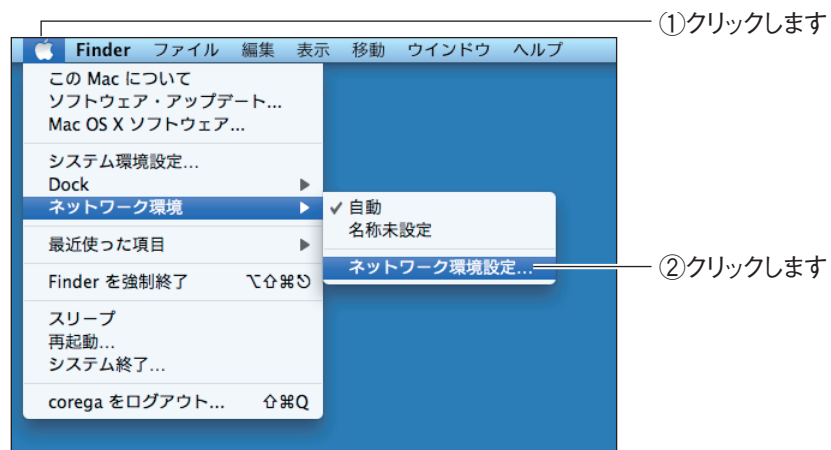 ①クリックします
Finder ファイル 編集 表示 移動 ウインドウ ヘルプ
この Mac について
ソフトウェア・アップデート...
Mac OS X ソフトウェア...
システム環境設定...
Dock
ネットワーク環境
✓ 自動
名称未設定
ネットワーク環境設定...
②クリックします
最近使った項目
Finder を強制終了 ⌥⇧⌘⎋
スリープ
再起動...
システム終了...
corega をログアウト... ⇧⌘Q